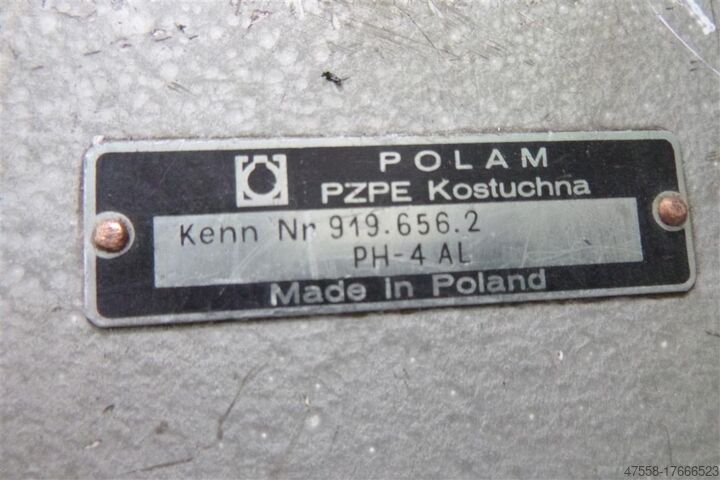 POLAM
PZPE Kostuchna
Kenn Nr 919.656.2
PH-4 AL
Made in Poland
47558-17666523